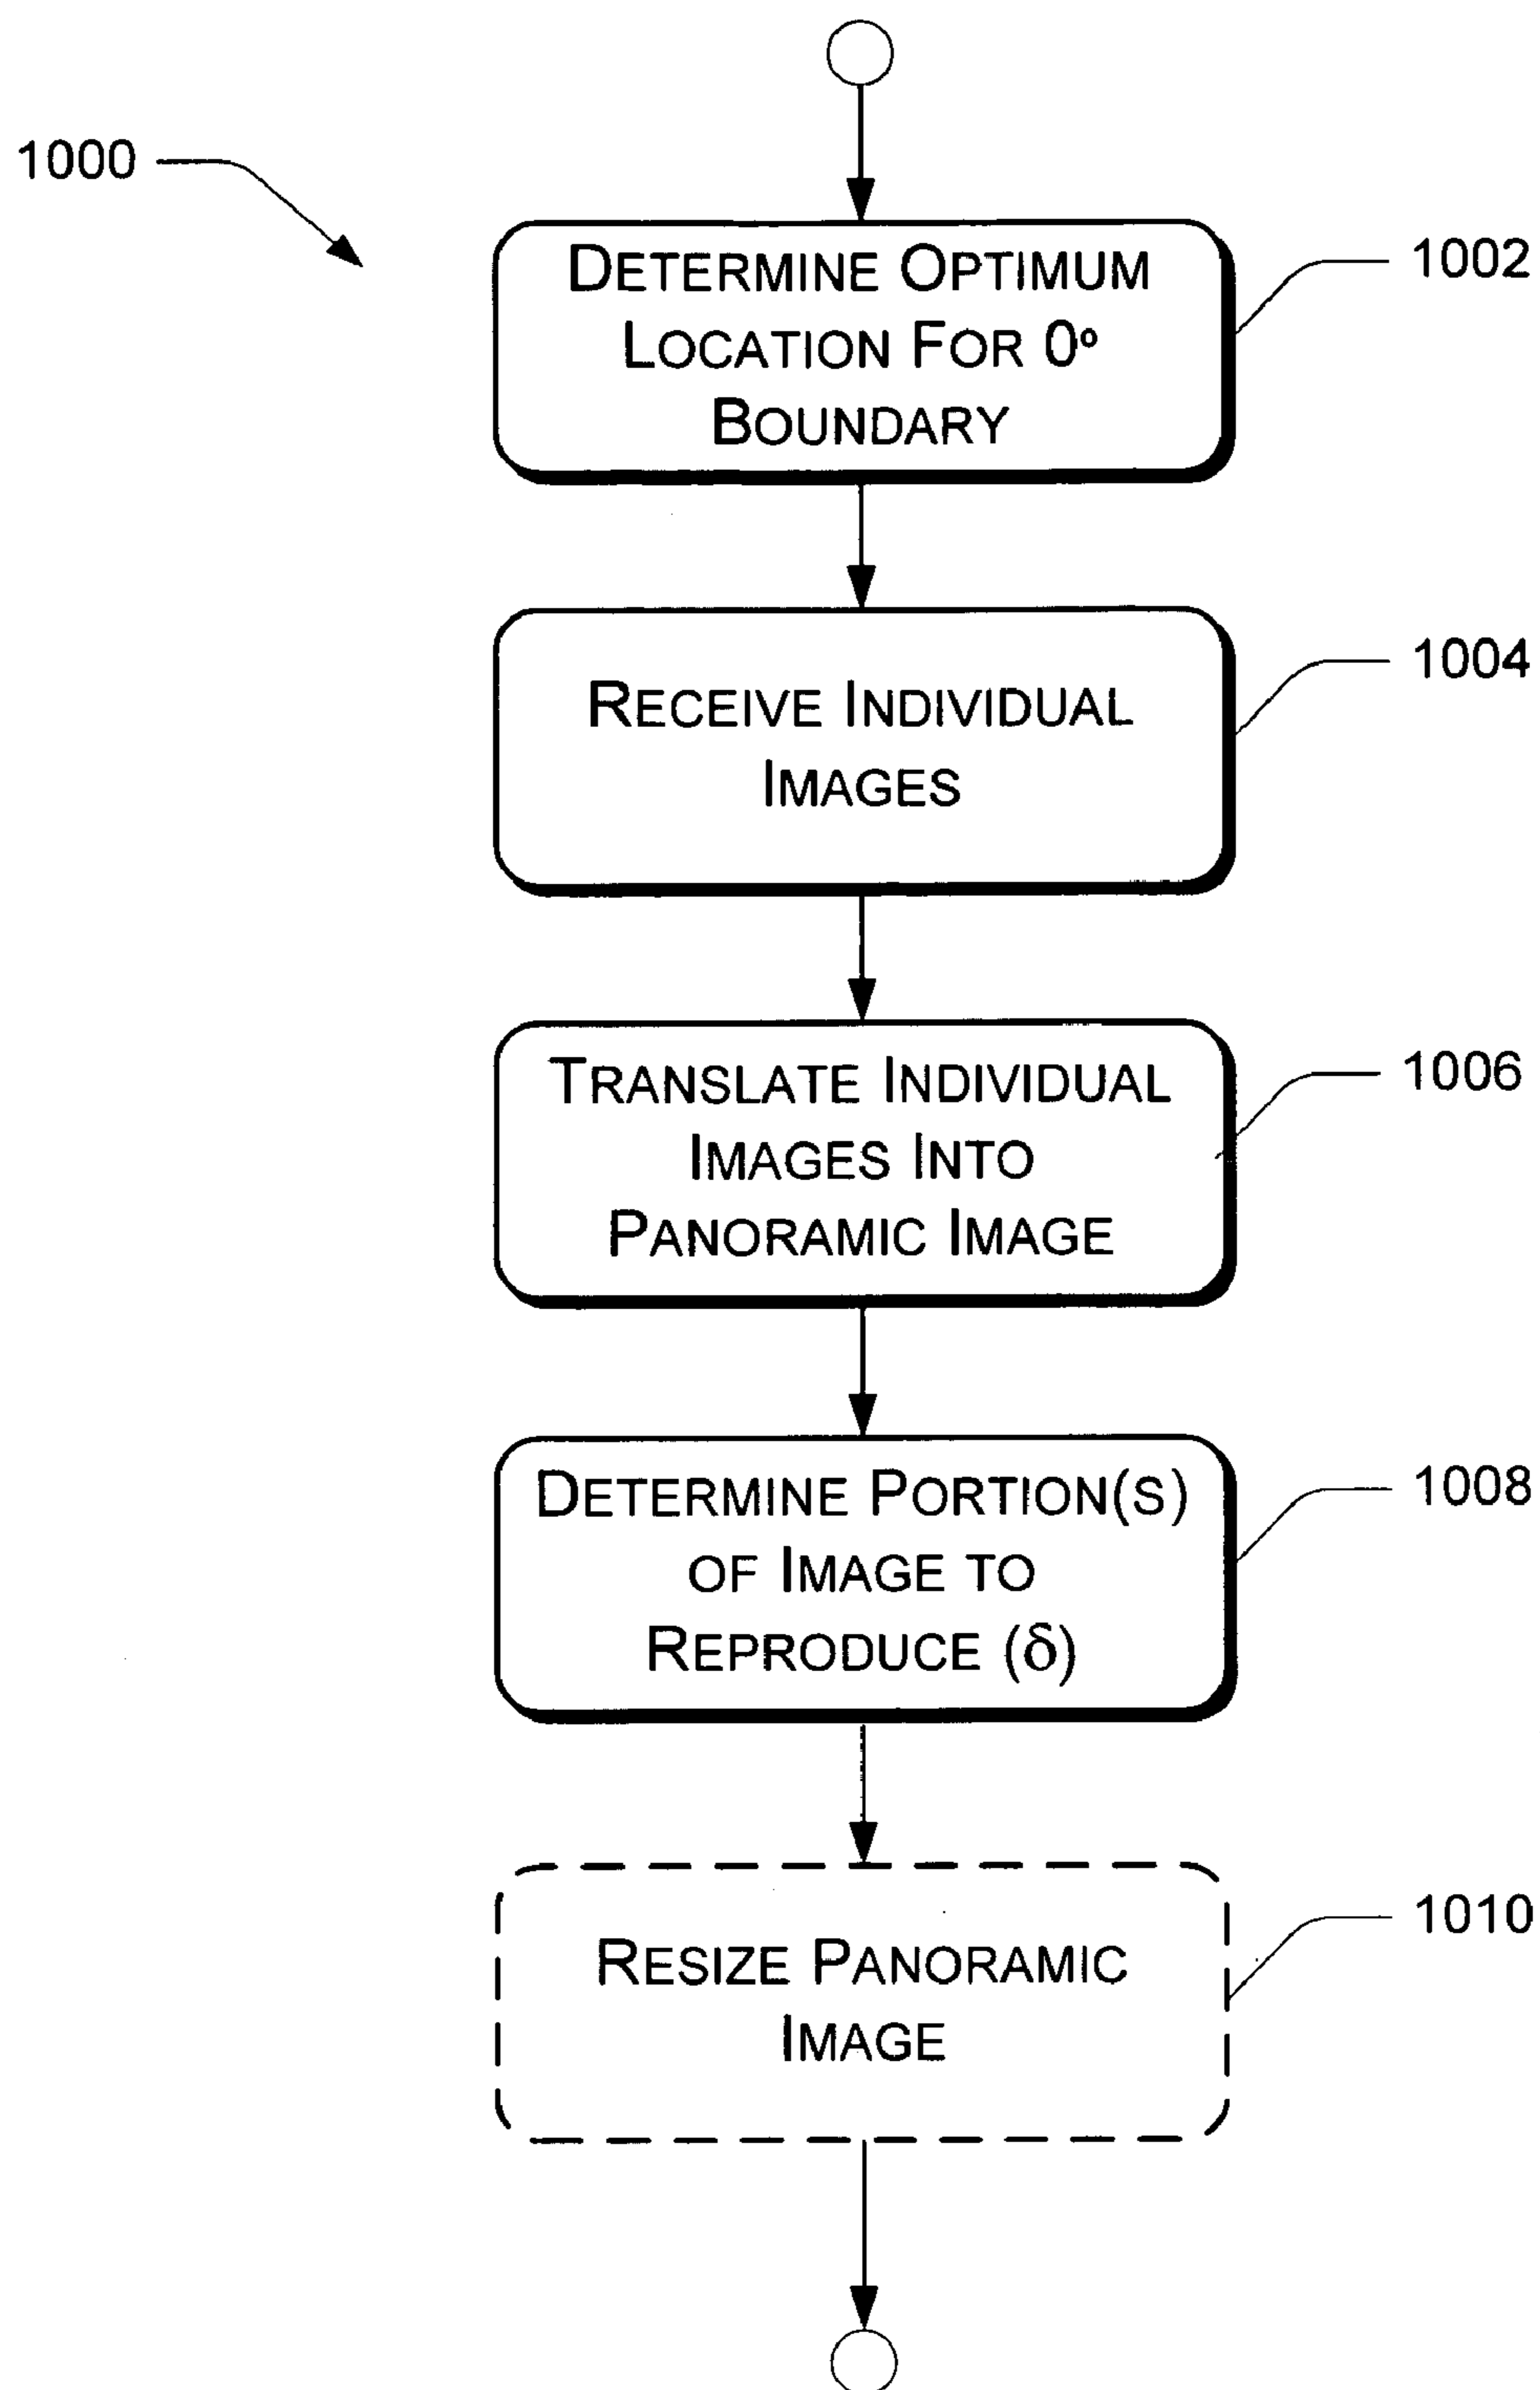 1000
DETERMINE OPTIMUM
LOCATION FOR 0º
BOUNDARY
1002
RECEIVE INDIVIDUAL
IMAGES
1004
TRANSLATE INDIVIDUAL
IMAGES INTO
PANORAMIC IMAGE
1006
DETERMINE PORTION(S)
OF IMAGE TO
REPRODUCE (δ)
1008
RESIZE PANORAMIC
IMAGE
1010